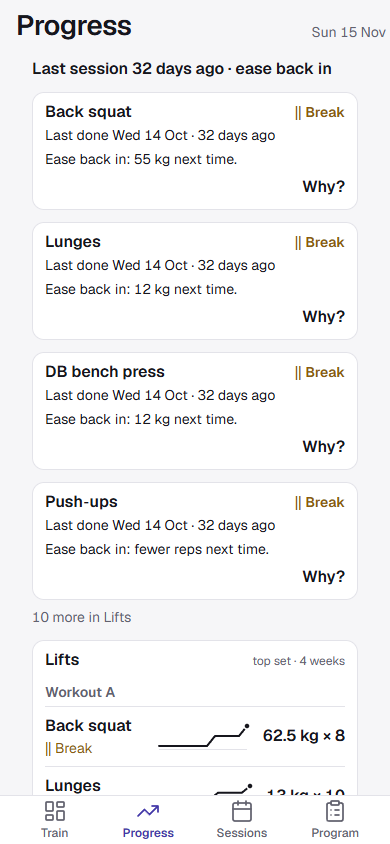 Progress
Sun 15 Nov
Last session 32 days ago · ease back in
Back squat
|| Break
Last done Wed 14 Oct · 32 days ago
Ease back in: 55 kg next time.
Why?
Lunges
|| Break
Last done Wed 14 Oct · 32 days ago
Ease back in: 12 kg next time.
Why?
DB bench press
|| Break
Last done Wed 14 Oct · 32 days ago
Ease back in: 12 kg next time.
Why?
Push-ups
|| Break
Last done Wed 14 Oct · 32 days ago
Ease back in: fewer reps next time.
Why?
10 more in Lifts
Lifts
top set · 4 weeks
Workout A
Back squat
|| Break
62.5 kg × 8
Lunges
13 kg × 10
Train
Progress
Sessions
Program